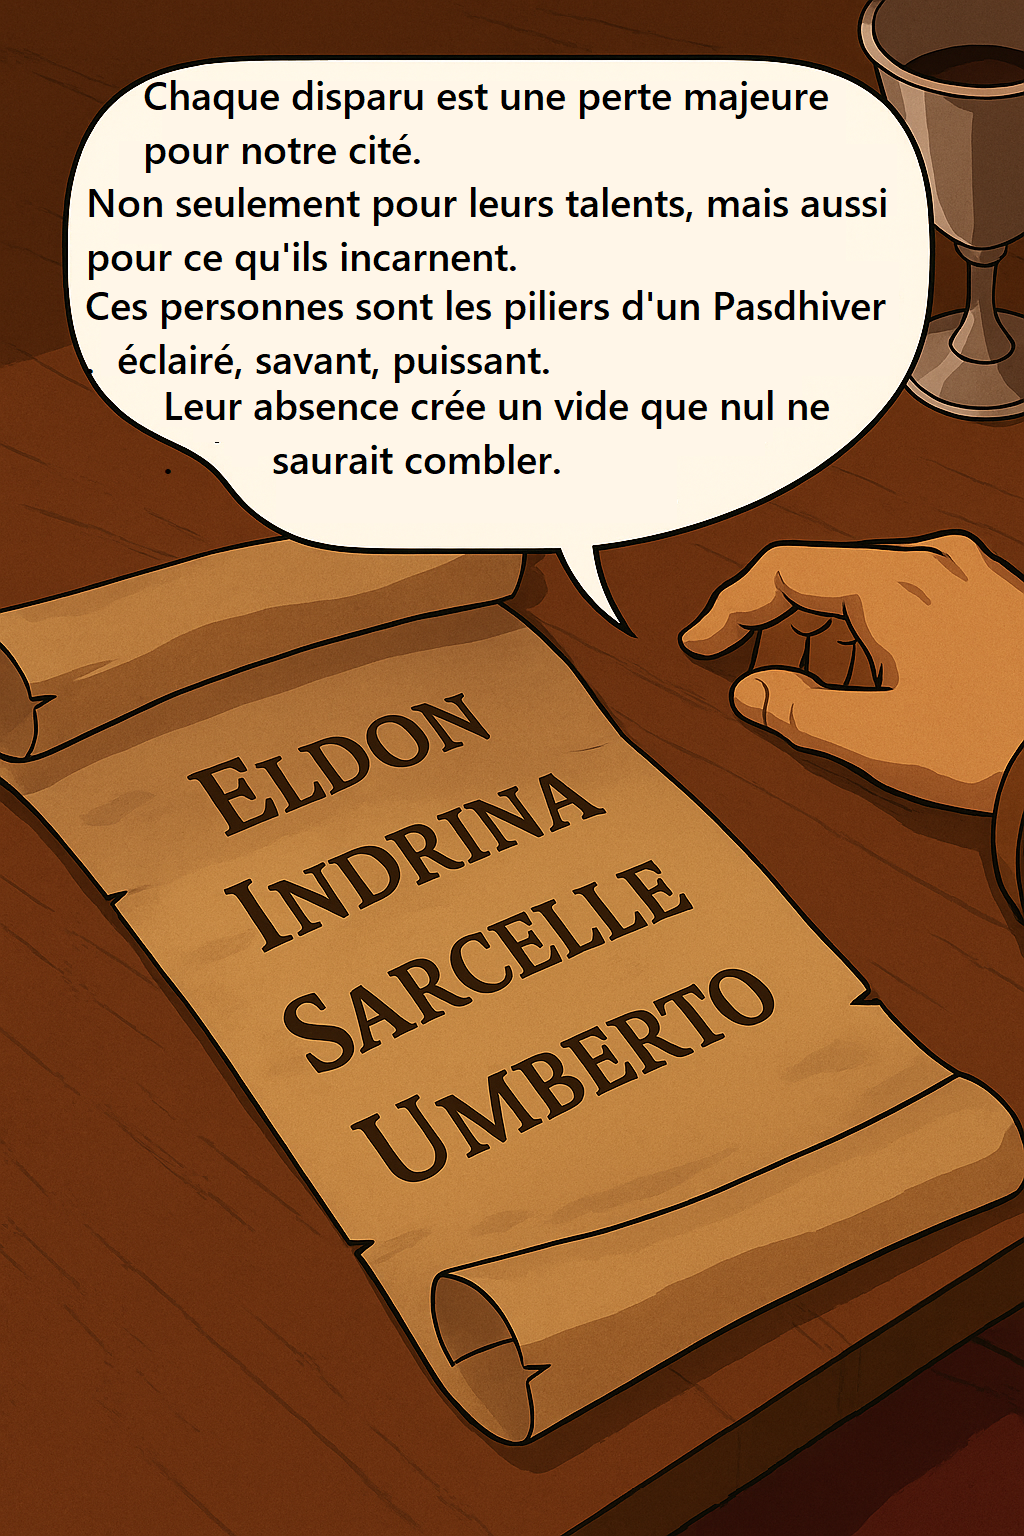 Chaque disparu est une perte majeure
pour notre cité.
Non seulement pour leurs talents, mais aussi
pour ce qu'ils incarnent.
Ces personnes sont les piliers d'un Pasdhiver
. éclairé, savant, puissant.
Leur absence crée un vide que nul ne
. saurait combler.
ELDON
INDRINA
SARCELLE
UMBERTO